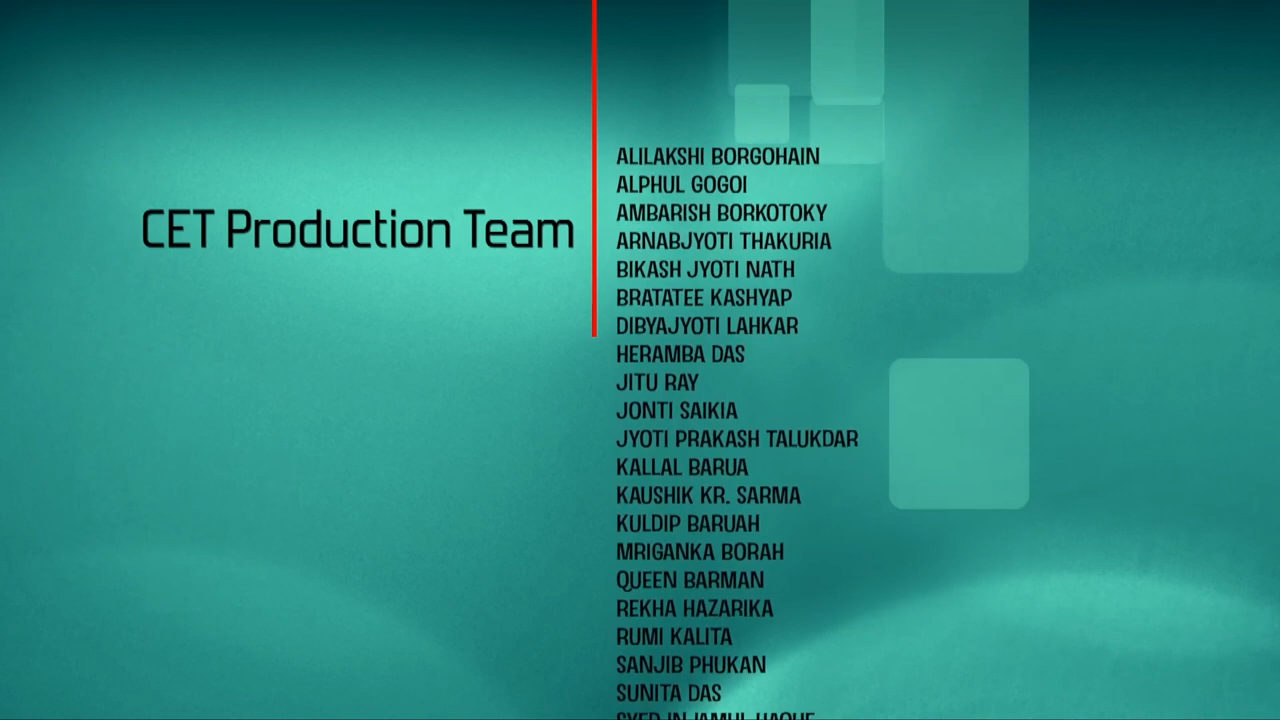 CET Production Team
ALILAKSHI BORGOHAIN
ALPHUL GOGOI
AMBARISH BORKOTOKY
ARNABJYOTI THAKURIA
BIKASH JYOTI NATH
BRATATEE KASHYAP
DIBYAJYOTI LAHKAR
HERAMBA DAS
JITU RAY
JONTI SAIKIA
JYOTI PRAKASH TALUKDAR
KALLAL BARUA
KAUSHIK KR. SARMA
KULDIP BARUAH
MRIGANKA BORAH
QUEEN BARMAN
REKHA HAZARIKA
RUMI KALITA
SANJIB PHUKAN
SUNITA DAS